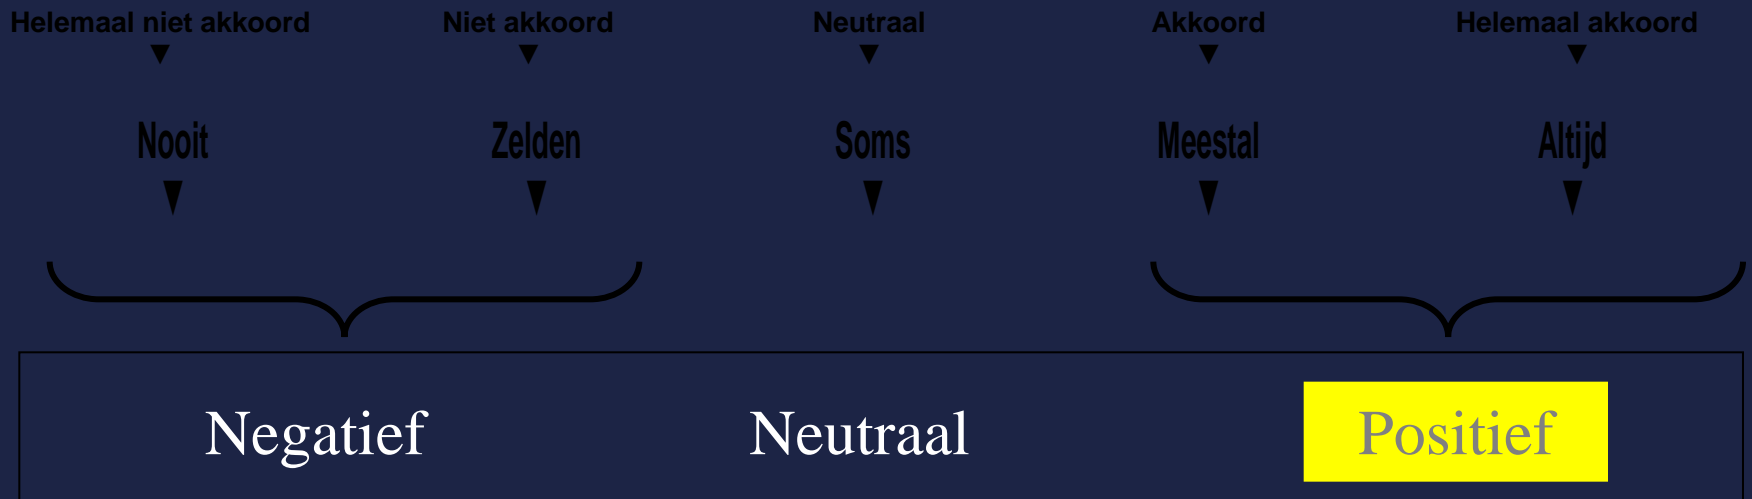 Helemaal niet akkoord Niet akkoord Neutraal Akkoord Helemaal akkoord
Nooit Zelden Soms Meestal Altijd
Negatief Neutraal Positief